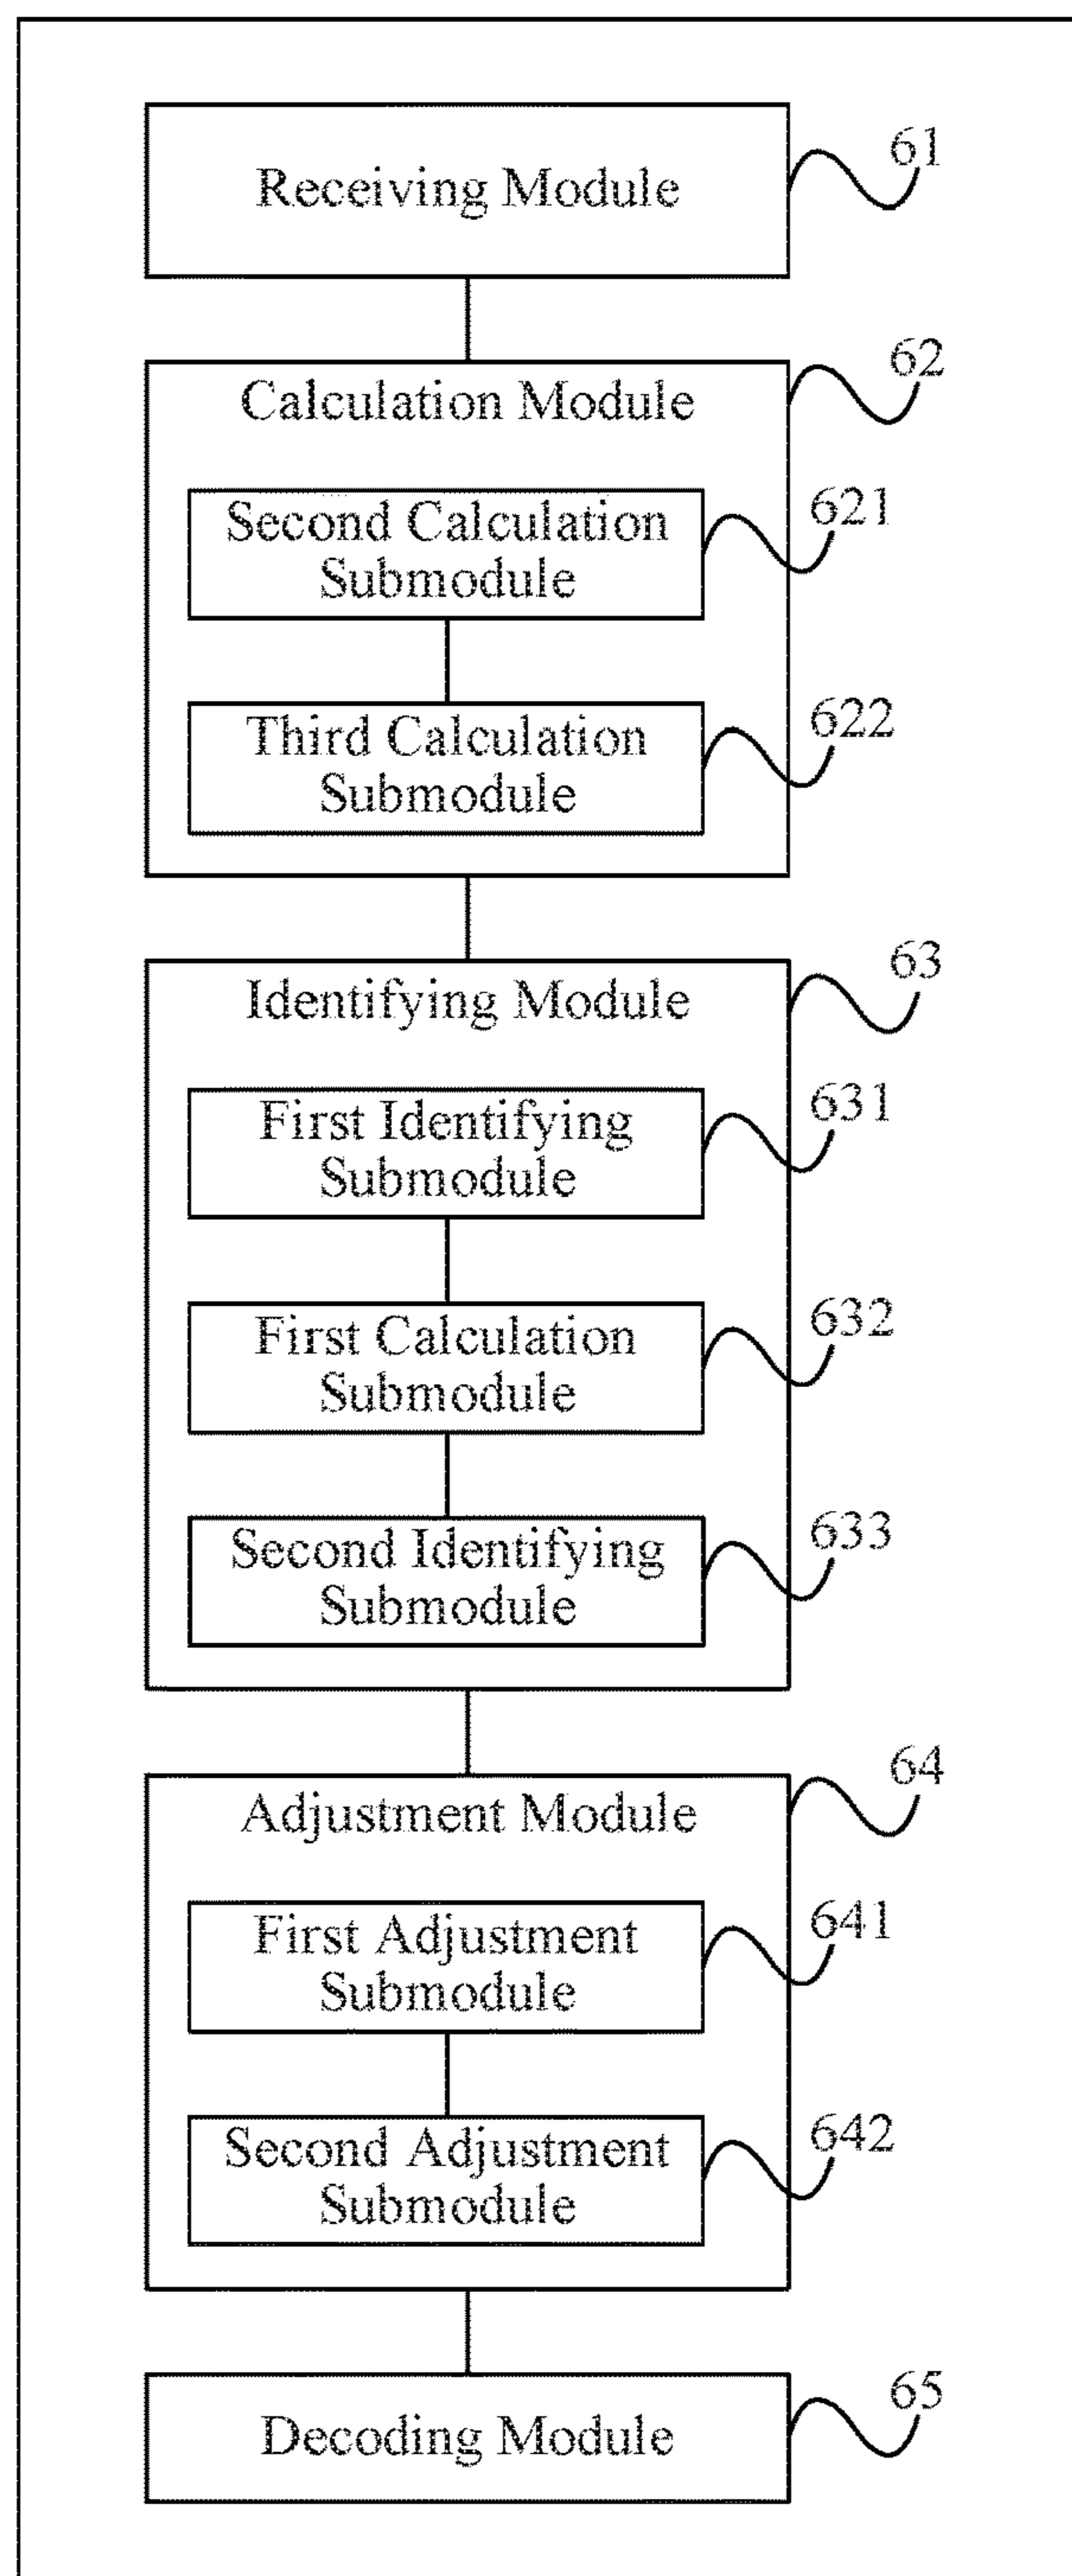 Receiving Module
61
Calculation Module
62
Second Calculation
Submodule
621
Third Calculation
Submodule
622
Identifying Module
63
First Identifying
Submodule
631
First Calculation
Submodule
632
Second Identifying
Submodule
633
Adjustment Module
64
First Adjustment
Submodule
641
Second Adjustment
Submodule
642
Decoding Module
65